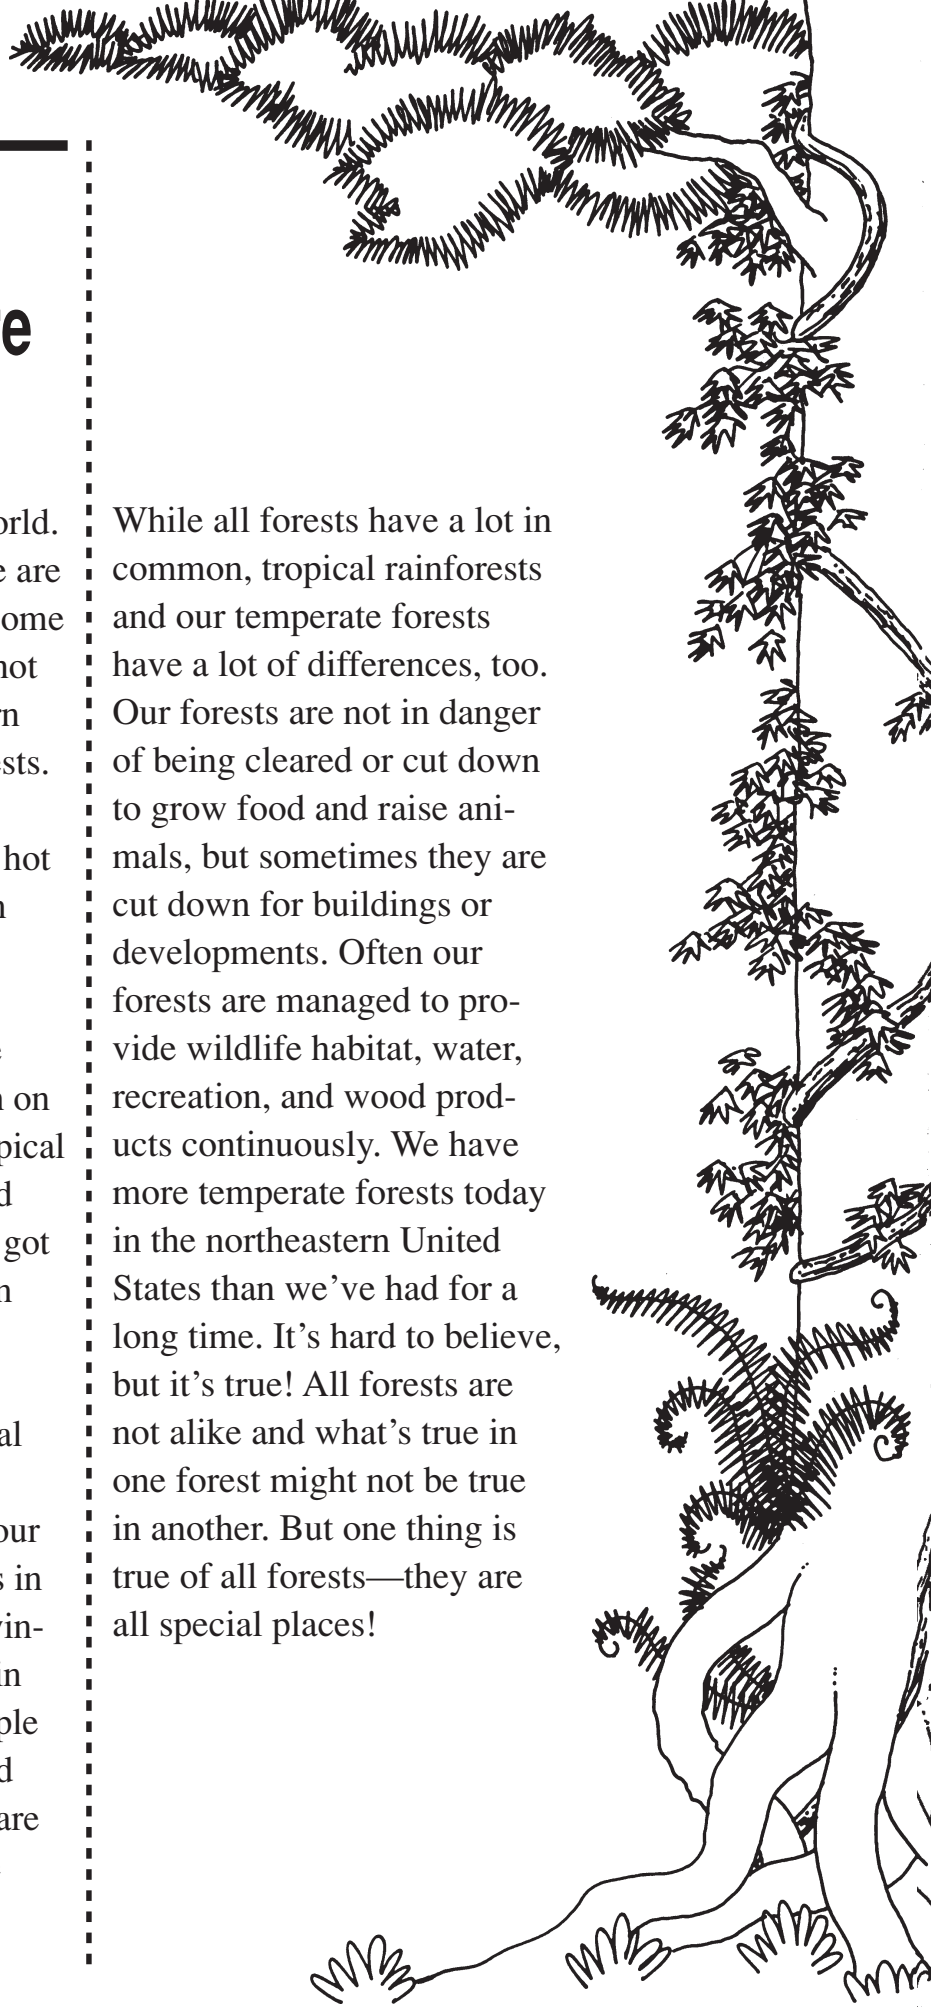 e
orld.
e are
ome
not
rn
sts.
hot
n
e
n on
pical
d
got
n
al
our
s in
vin-
in
ple
d
are
While all forests have a lot in
common, tropical rainforests
and our temperate forests
have a lot of differences, too.
Our forests are not in danger
of being cleared or cut down
to grow food and raise ani-
mals, but sometimes they are
cut down for buildings or
developments. Often our
forests are managed to pro-
vide wildlife habitat, water,
recreation, and wood prod-
ucts continuously. We have
more temperate forests today
in the northeastern United
States than we’ve had for a
long time. It’s hard to believe,
but it’s true! All forests are
not alike and what’s true in
one forest might not be true
in another. But one thing is
true of all forests—they are
all special places!